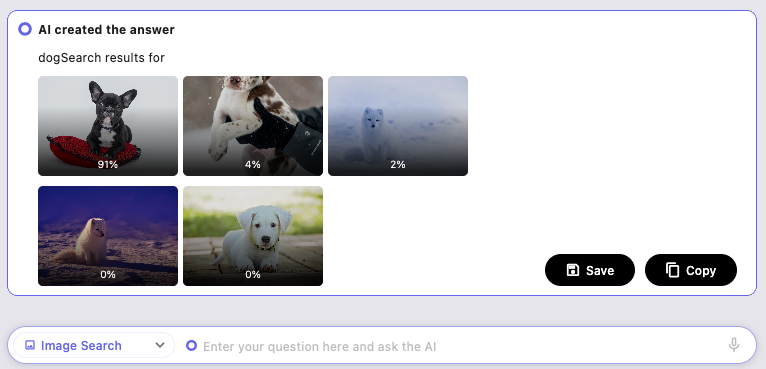 AI created the answer
dogSearch results for
91%
4%
2%
0%
0%
Save
Copy
Image Search
Enter your question here and ask the AI